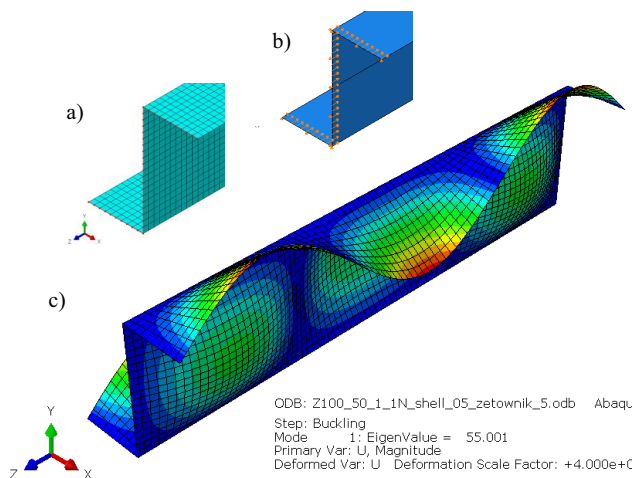 b)
a)
Y
Z
X
c)
Y
Z
X
ODB: Z100_50_1_1N_shell_05_zetownik_5.odb Abaqu
Step: Buckling
Mode 1: EigenValue = 55.001
Primary Var: U, Magnitude
Deformed Var: U Deformation Scale Factor: +4.000e+0